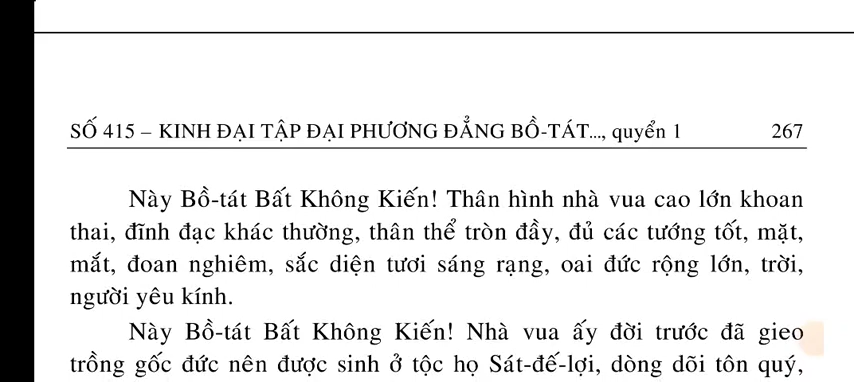 SỐ 415 – KINH ĐẠI TẬP ĐẠI PHƯƠNG ĐẲNG BỒ-TÁT..., quyển 1 267
Này Bồ-tát Bất Không Kiến! Thân hình nhà vua cao lớn khoan
thai, đĩnh đạc khác thường, thân thể tròn đầy, đủ các tướng tốt, mặt,
mắt, đoan nghiêm, sắc diện tươi sáng rạng, oai đức rộng lớn, trời,
người yêu kính.
Này Bồ-tát Bất Không Kiến! Nhà vua ấy đời trước đã gieo
trồng gốc đức nên được sinh ở tộc họ Sát-đế-lợi, dòng dõi tôn quý,